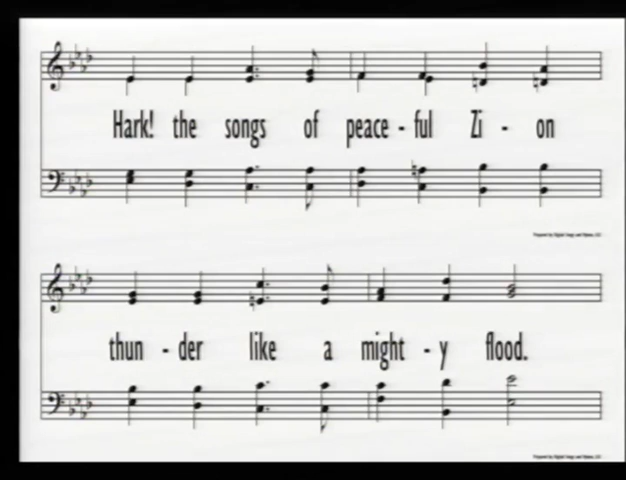 Hark! the songs of peace - ful Zi - on
thun - der like a might - y flood.